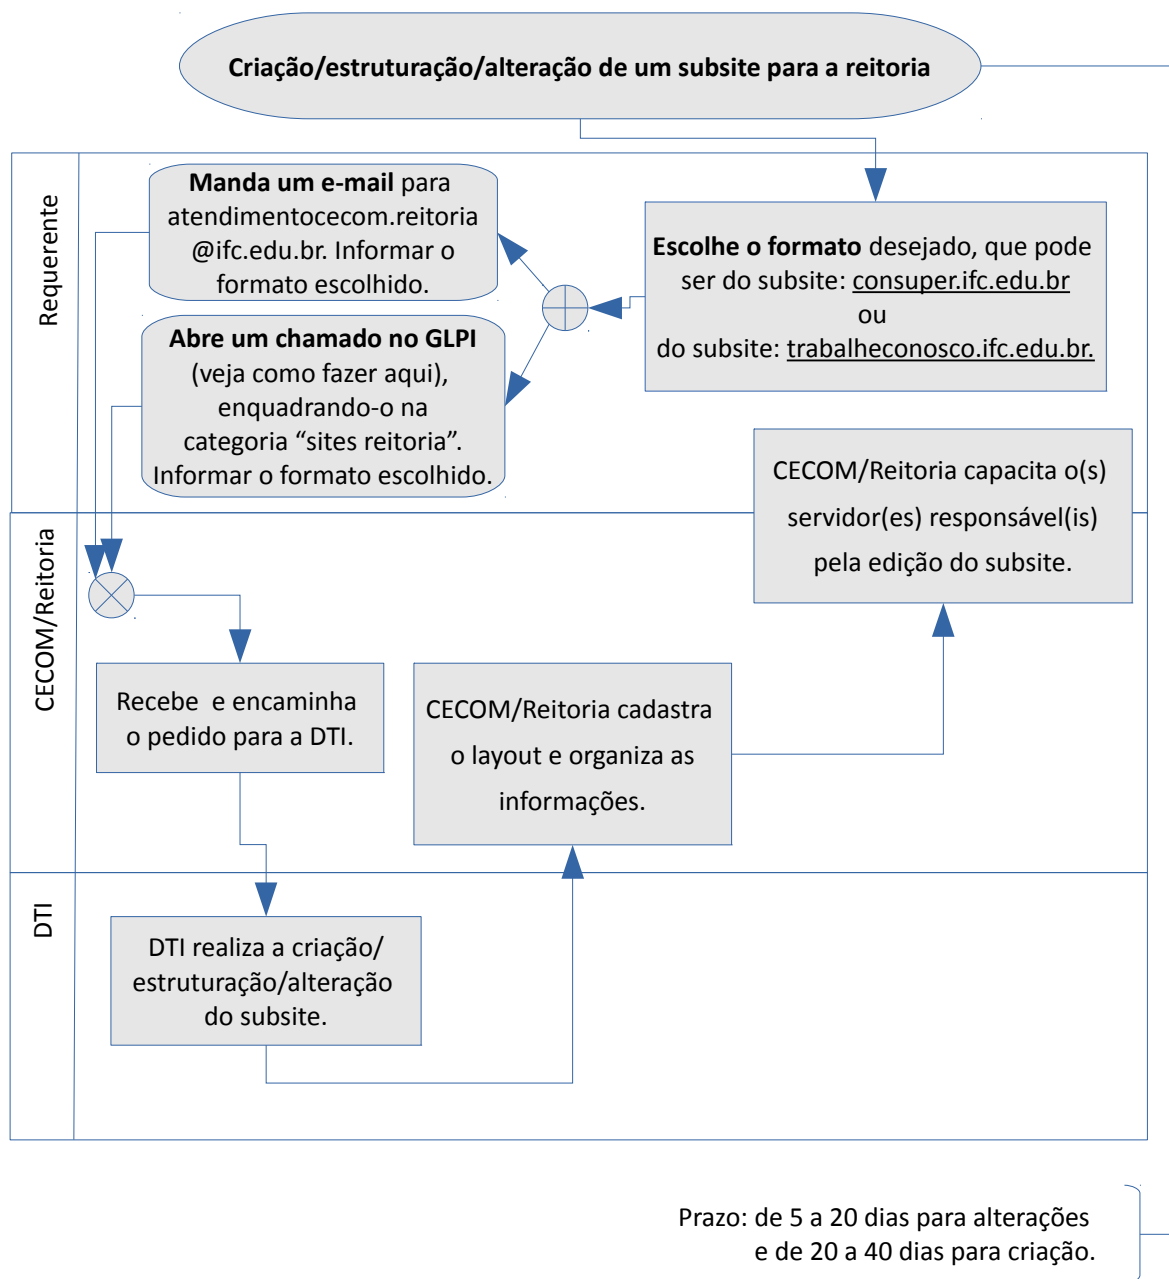 Criação/estruturação/alteração de um subsite para a reitoria
Requerente
Manda um e-mail para
atendimentocecom.reitoria
@ifc.edu.br. Informar o
formato escolhido.
Escolhe o formato desejado, que pode
ser do subsite: consuper.ifc.edu.br
ou
do subsite: trabalheconosco.ifc.edu.br.
Abre um chamado no GLPI
(veja como fazer aqui),
enquadrando-o na
categoria “sites reitoria”.
Informar o formato escolhido.
CECOM/Reitoria capacita o(s)
servidor(es) responsável(is)
pela edição do subsite.
CECOM/Reitoria
Recebe  e encaminha
o pedido para a DTI.
CECOM/Reitoria cadastra
o layout e organiza as
informações.
DTI
DTI realiza a criação/
estruturação/alteração
do subsite.
Prazo: de 5 a 20 dias para alterações
e de 20 a 40 dias para criação.